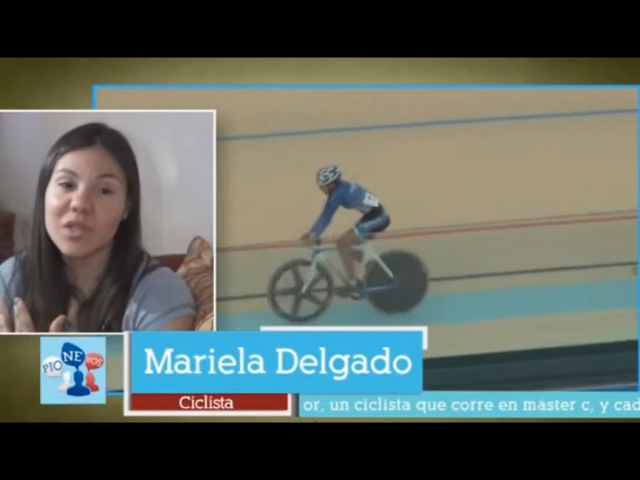 PIO NE ROS
Mariela Delgado
Ciclista
or, un ciclista que corre en máster c, y cad